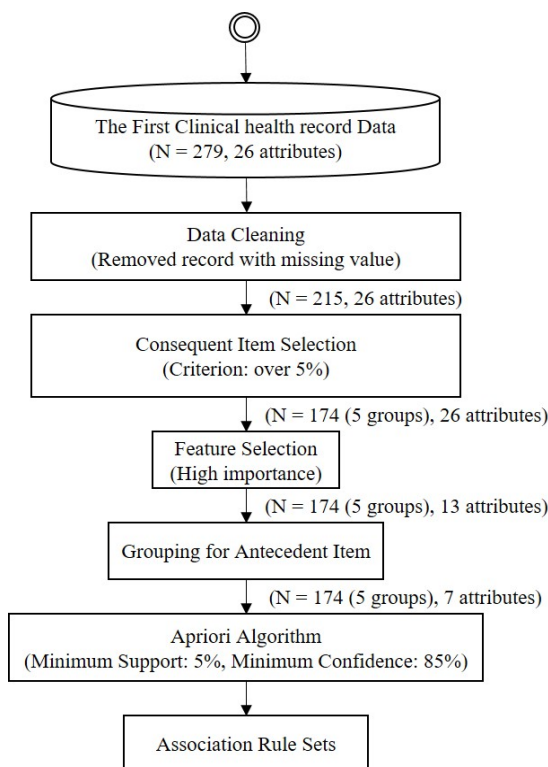 The First Clinical health record Data
(N = 279, 26 attributes)
Data Cleaning
(Removed record with missing value)
(N = 215, 26 attributes)
Consequent Item Selection
(Criterion: over 5%)
(N = 174 (5 groups), 26 attributes)
Feature Selection
(High importance)
(N = 174 (5 groups), 13 attributes)
Grouping for Antecedent Item
(N = 174 (5 groups), 7 attributes)
Apriori Algorithm
(Minimum Support: 5%, Minimum Confidence: 85%)
Association Rule Sets